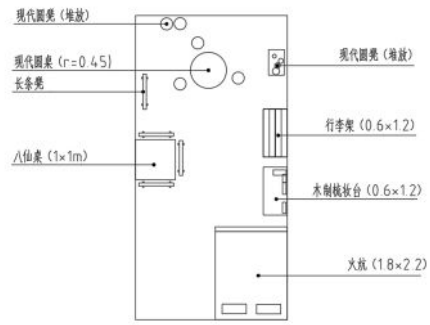 现代圆凳（堆放）
现代圆桌（r=0.45）
长条凳
八仙桌（1×1m）
现代圆凳（堆放）
行李架（0.6×1.2）
木制梳妆台（0.6×1.2）
火炕（1.8×2.2）